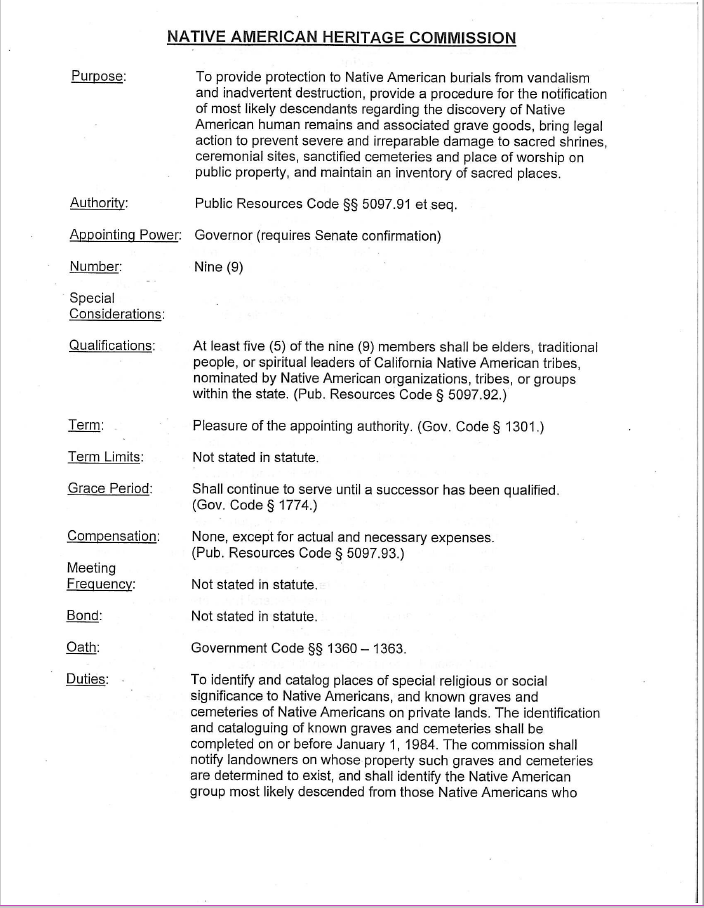 NATIVE AMERICAN HERITAGE COMMISSION
Purpose: To provide protection to Native American burials from vandalism
and inadvertent destruction, provide a procedure for the notification
of most likely descendants regarding the discovery of Native
American human remains and associated grave goods, bring legal
action to prevent severe and irreparable damage to sacred shrines,
ceremonial sites, sanctified cemeteries and place of worship on
public property, and maintain an inventory of sacred places.
Authority: Public Resources Code §§ 5097.91 et seq.
Appointing Power: Governor (requires Senate confirmation)
Number: Nine (9)
Special
Considerations:
Qualifications: At least five (5) of the nine (9) members shall be elders, traditional
people, or spiritual leaders of California Native American tribes,
nominated by Native American organizations, tribes, or groups
within the state. (Pub. Resources Code § 5097.92.)
Term: Pleasure of the appointing authority. (Gov. Code § 1301.)
Term Limits: Not stated in statute.
Grace Period: Shall continue to serve until a successor has been qualified.
(Gov. Code § 1774.)
Compensation: None, except for actual and necessary expenses.
(Pub. Resources Code § 5097.93.)
Meeting
Frequency: Not stated in statute.
Bond: Not stated in statute.
Oath: Government Code §§ 1360 – 1363.
Duties: To identify and catalog places of special religious or social
significance to Native Americans, and known graves and
cemeteries of Native Americans on private lands. The identification
and cataloguing of known graves and cemeteries shall be
completed on or before January 1, 1984. The commission shall
notify landowners on whose property such graves and cemeteries
are determined to exist, and shall identify the Native American
group most likely descended from those Native Americans who